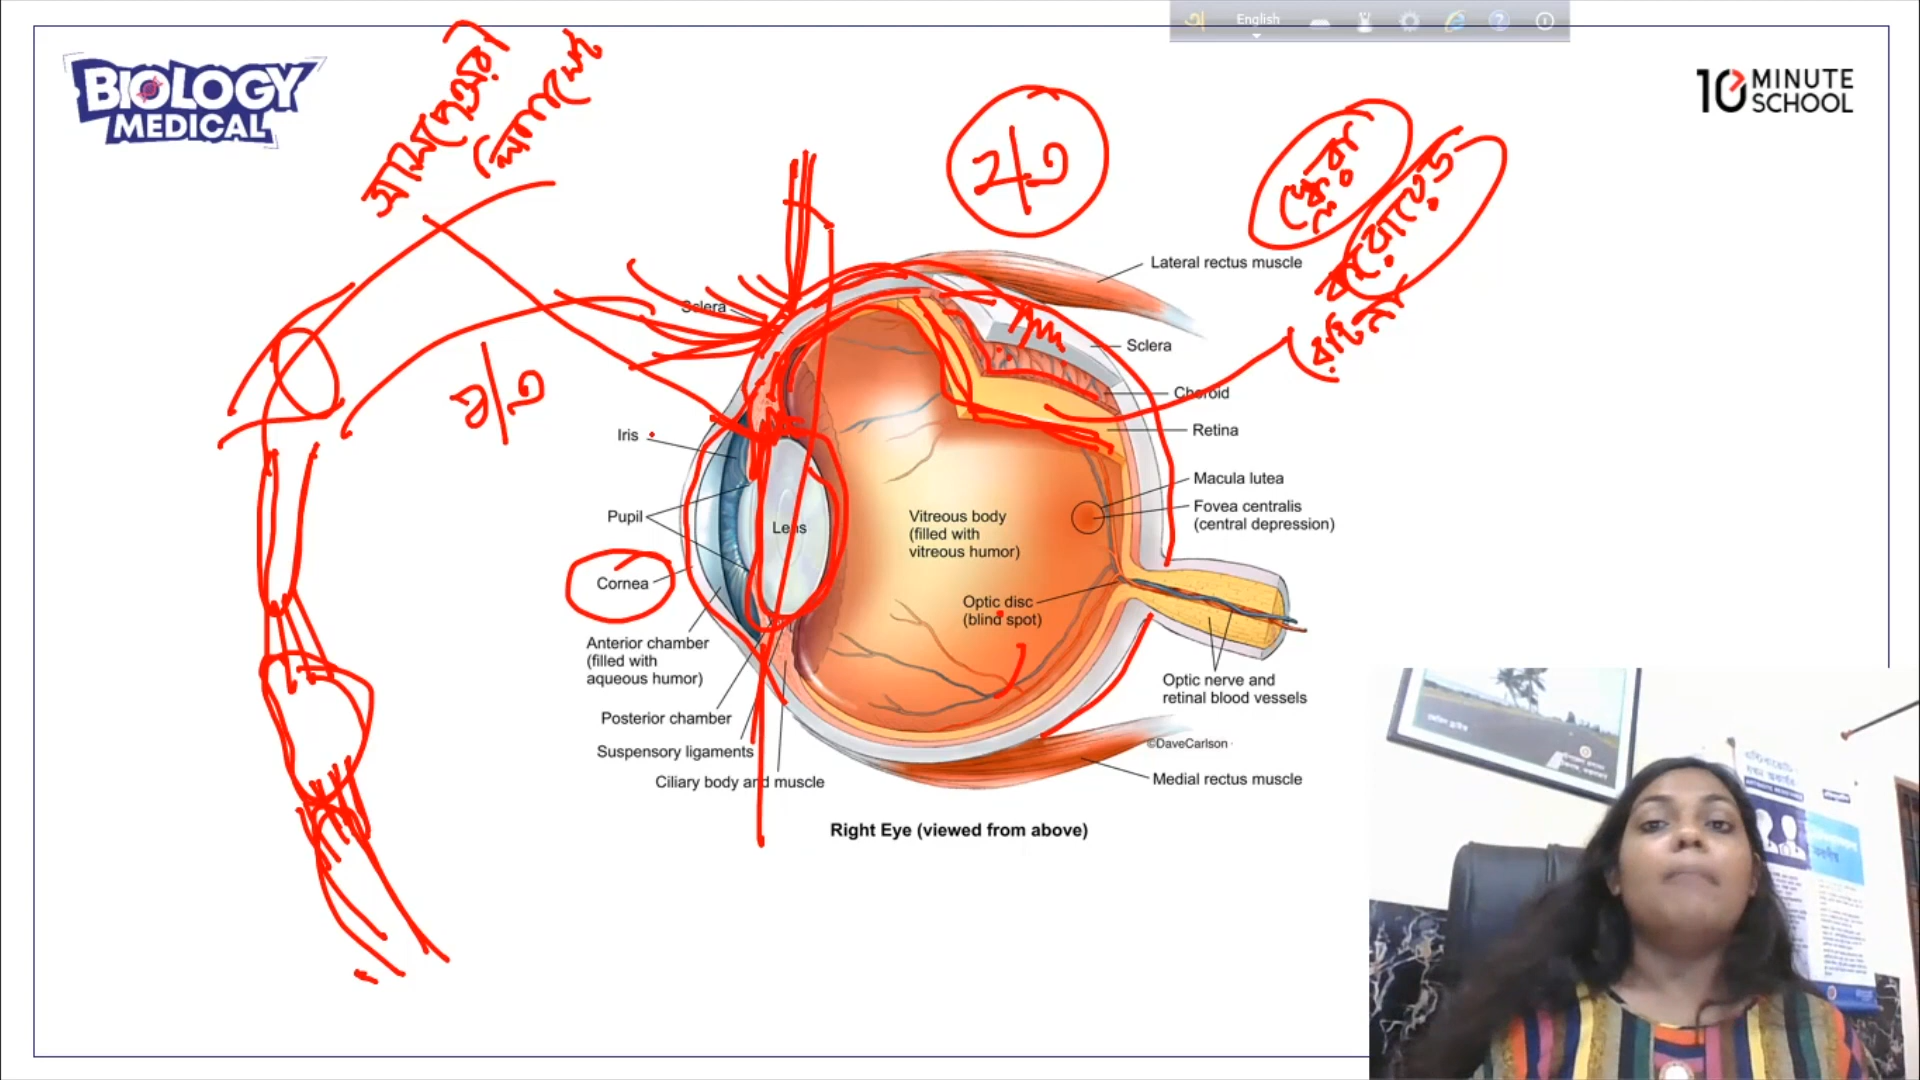 BIOLOGY
MEDICAL
English
10 MINUTE
SCHOOL
২/৩
Lateral rectus muscle
Sclera
Sclera
Choroid
Iris
Retina
Macula lutea
Fovea centralis
(central depression)
Pupil
Lens
Vitreous body
(filled with
vitreous humor)
Cornea
Optic disc
(blind spot)
Anterior chamber
(filled with
aqueous humor)
Optic nerve and
retinal blood vessels
Posterior chamber
Suspensory ligaments
Ciliary body and muscle
©DaveCarlson
Medial rectus muscle
Right Eye (viewed from above)